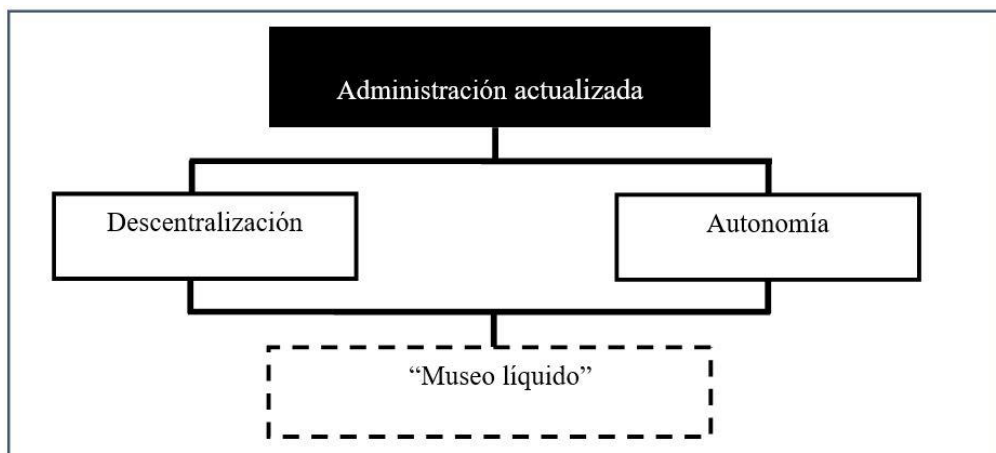 Administración actualizada
Descentralización
Autonomía
“Museo líquido”